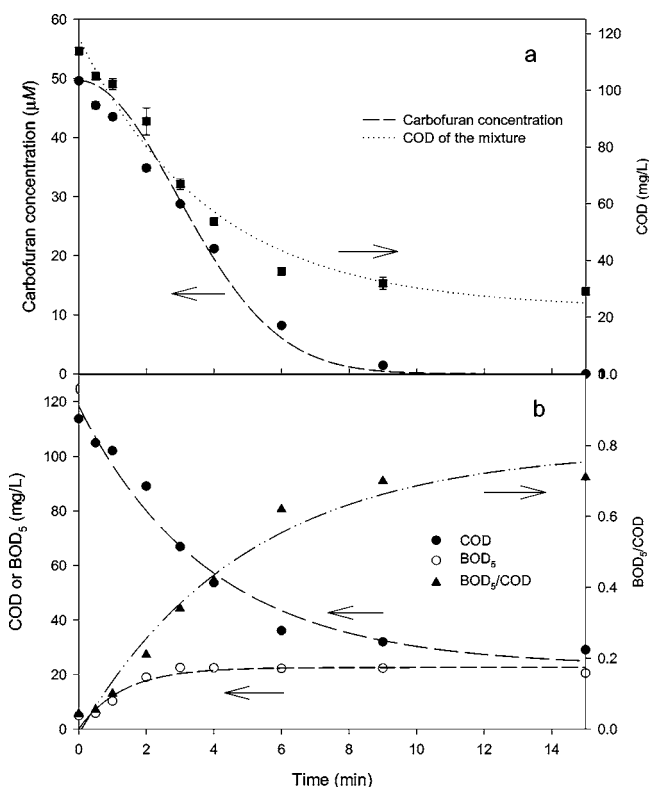 a
60
50
40
30
20
10
0
Carbofuran concentration (μM)
Carbofuran concentration
COD of the mixture
120
100
80
60
40
20
0.0
COD (mg/L)
b
120
100
80
60
40
20
0
COD or BOD5 (mg/L)
COD
BOD5
BOD5/COD
0.8
0.6
0.4
0.2
0.0
BOD5/COD
0 2 4 6 8 10 12 14
Time (min)